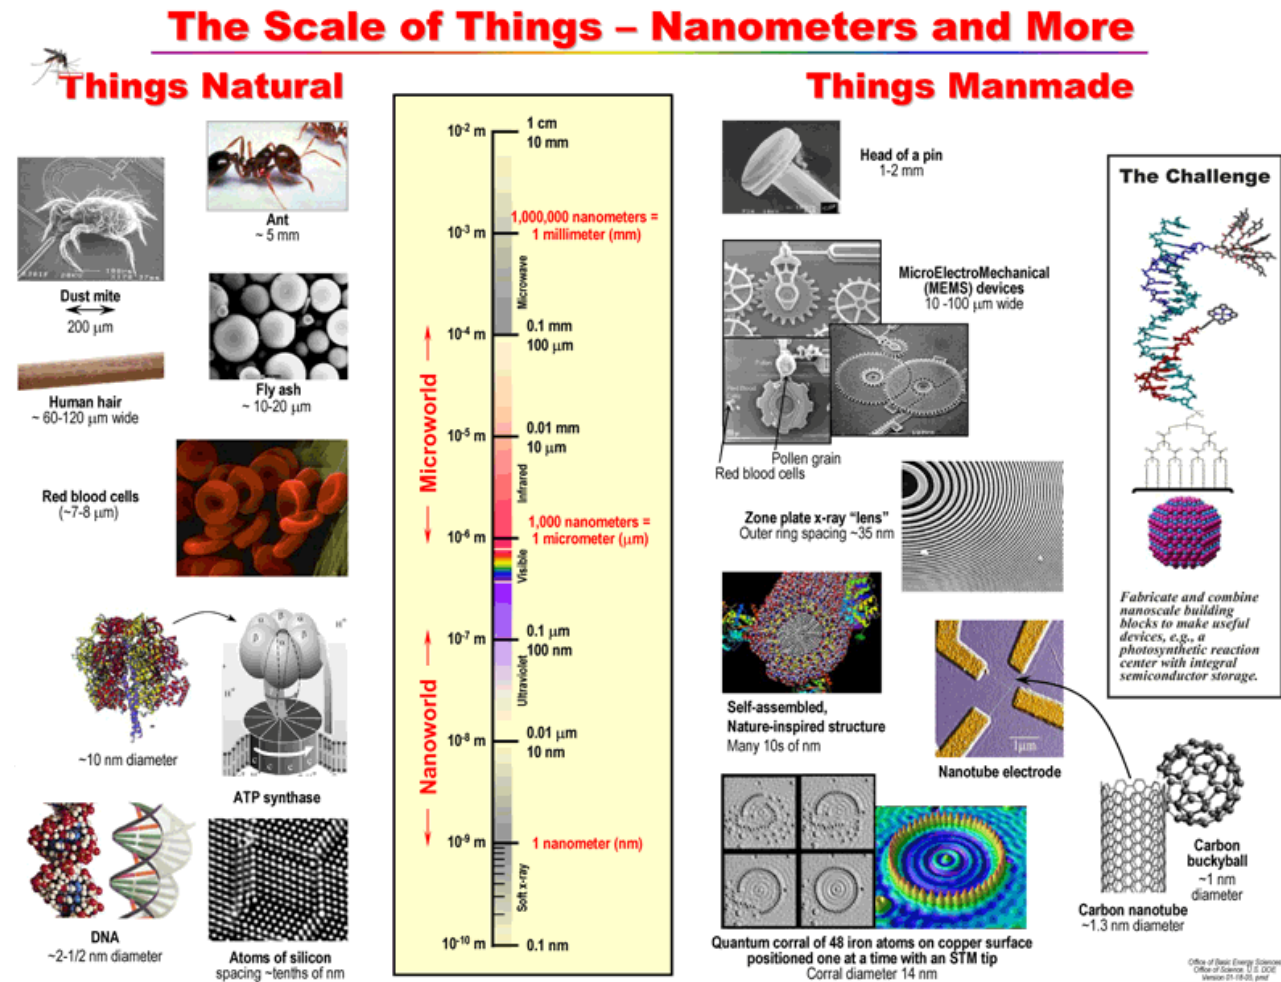 The Scale of Things – Nanometers and More
Things Natural
Things Manmade
Ant
~ 5 mm
Dust mite
200 μm
Fly ash
~ 10-20 μm
Human hair
~ 60-120 μm wide
Red blood cells
(~7-8 μm)
~10 nm diameter
ATP synthase
DNA
~2-1/2 nm diameter
Atoms of silicon
spacing ~tenths of nm
10⁻² m
1 cm
10 mm
1,000,000 nanometers =
10⁻³ m
1 millimeter (mm)
Microwave
10⁻⁴ m
0.1 mm
100 μm
Microworld
10⁻⁵ m
0.01 mm
10 μm
Infrared
1,000 nanometers =
10⁻⁶ m
1 micrometer (μm)
Visible
10⁻⁷ m
0.1 μm
100 nm
Ultraviolet
Nanoworld
10⁻⁸ m
0.01 μm
10 nm
10⁻⁹ m
1 nanometer (nm)
Soft x-ray
10⁻¹⁰ m
0.1 nm
Head of a pin
1-2 mm
MicroElectroMechanical
(MEMS) devices
10 -100 μm wide
Pollen grain
Red blood cells
Zone plate x-ray “lens”
Outer ring spacing ~35 nm
Self-assembled,
Nature-inspired structure
Many 10s of nm
1μm
Nanotube electrode
Quantum corral of 48 iron atoms on copper surface
positioned one at a time with an STM tip
Corral diameter 14 nm
Carbon nanotube
~1.3 nm diameter
Carbon
buckyball
~1 nm
diameter
The Challenge
Fabricate and combine
nanoscale building
blocks to make useful
devices, e.g., a
photosynthetic reaction
center with integral
semiconductor storage.
Office of Basic Energy Sciences
Office of Science, U.S. DOE